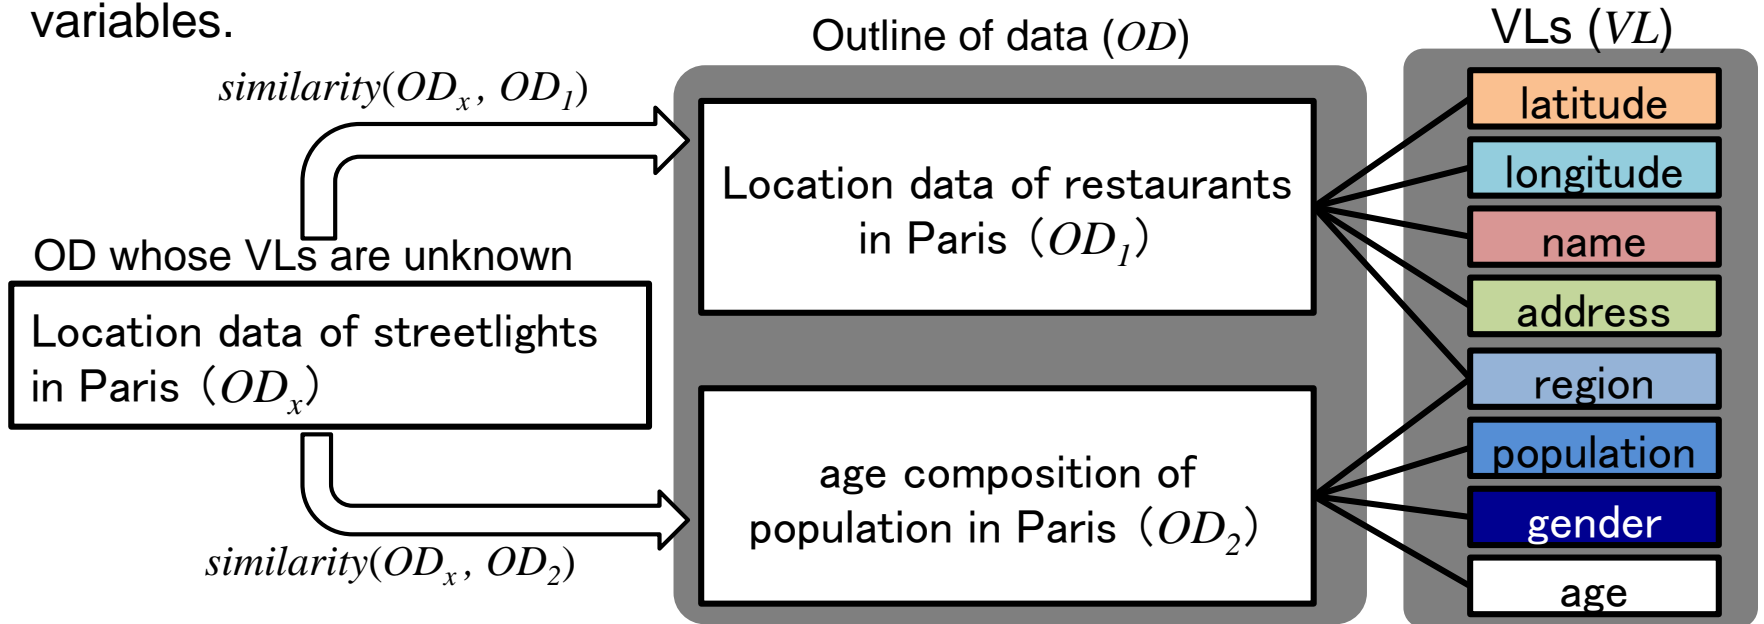 variables.
Outline of data (OD)
VLs (VL)
similarity(ODx, OD1)
OD whose VLs are unknown
Location data of streetlights
in Paris（ODx）
similarity(ODx, OD2)
Location data of restaurants
in Paris（OD1）
age composition of
population in Paris（OD2）
latitude
longitude
name
address
region
population
gender
age